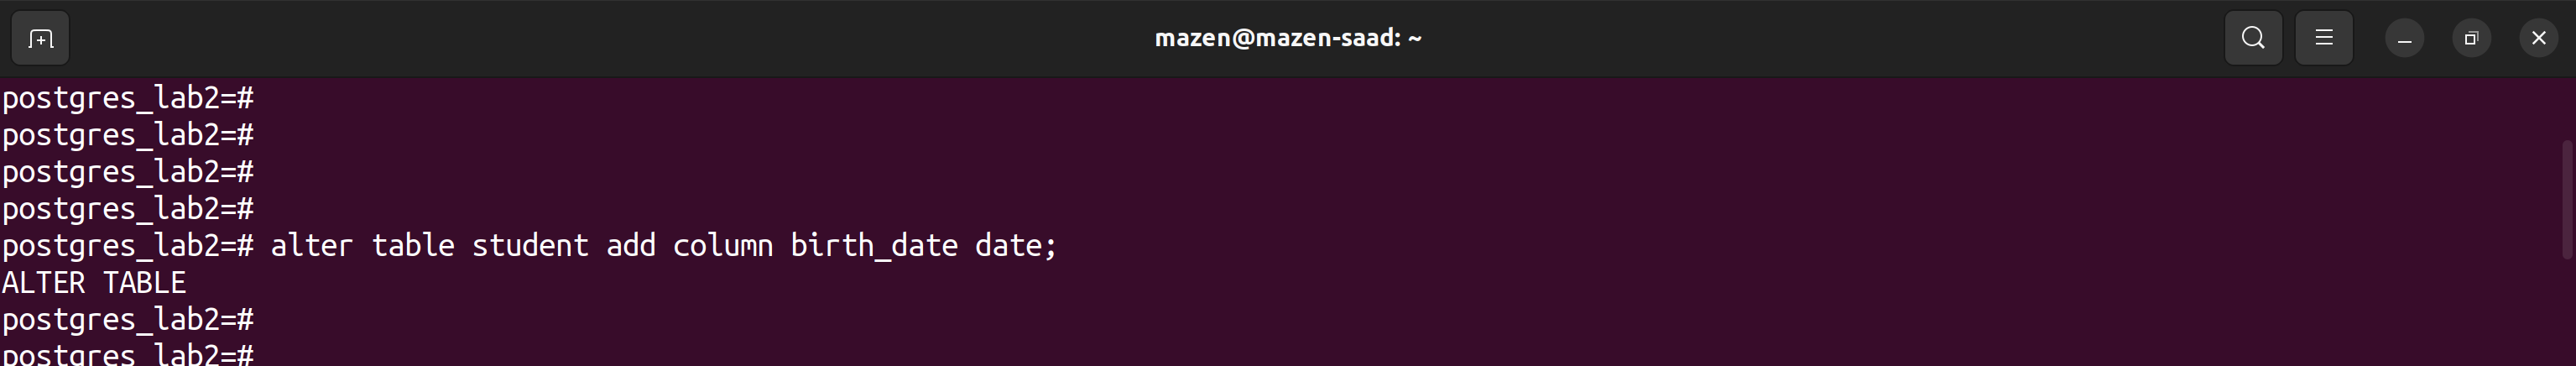 mazen@mazen-saad: ~
postgres_lab2=#
postgres_lab2=#
postgres_lab2=#
postgres_lab2=#
postgres_lab2=# alter table student add column birth_date date;
ALTER TABLE
postgres_lab2=#
postgres_lab2=#